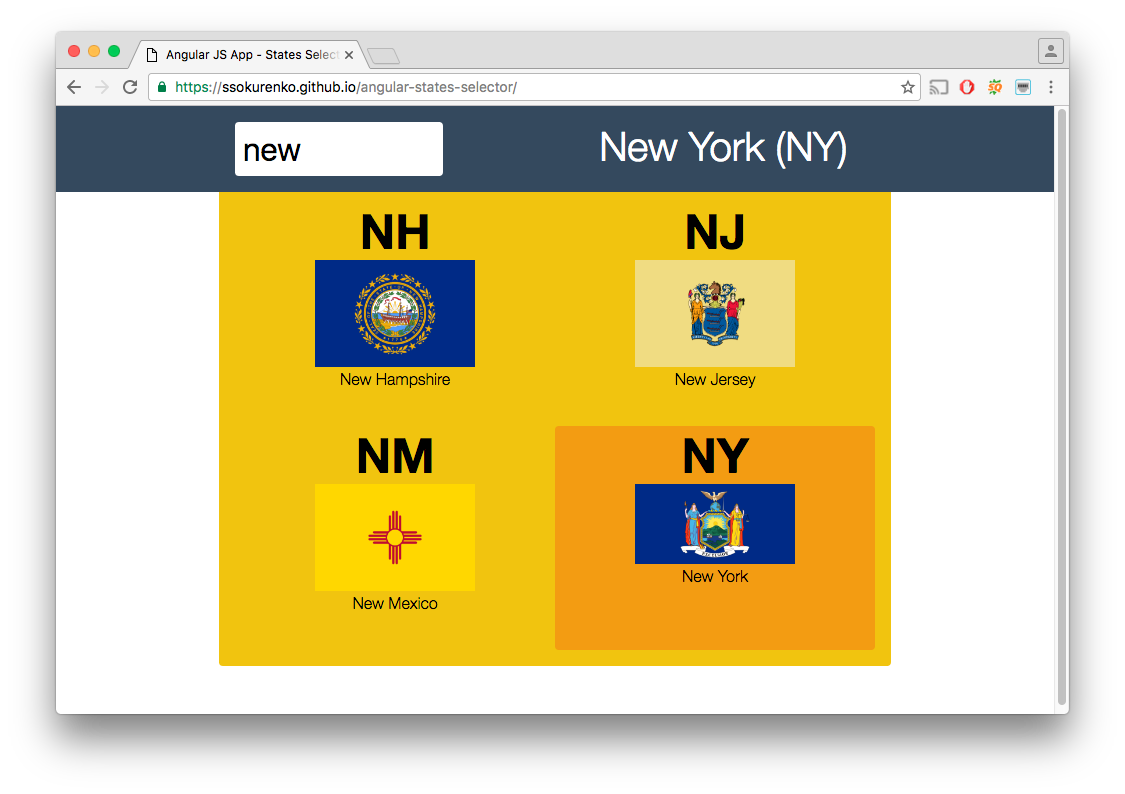 Angular JS App - States Selec
https://ssokurenko.github.io/angular-states-selector/
new
New York (NY)
NH
NJ
New Hampshire
New Jersey
NM
NY
New Mexico
New York